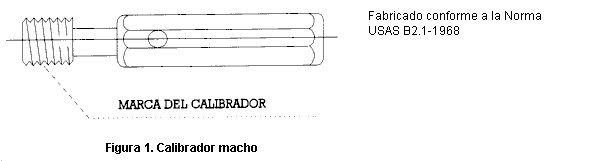 Fabricado conforme a la Norma
USAS B2.1-1968
MARCA DEL CALIBRADOR
Figura 1. Calibrador macho